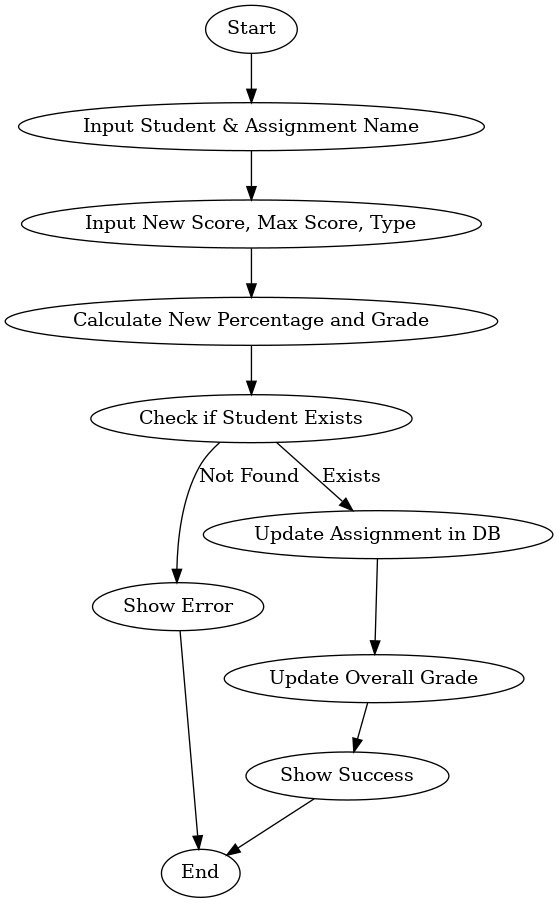 Start
Input Student & Assignment Name
Input New Score, Max Score, Type
Calculate New Percentage and Grade
Check if Student Exists
Not Found
Exists
Update Assignment in DB
Show Error
Update Overall Grade
Show Success
End